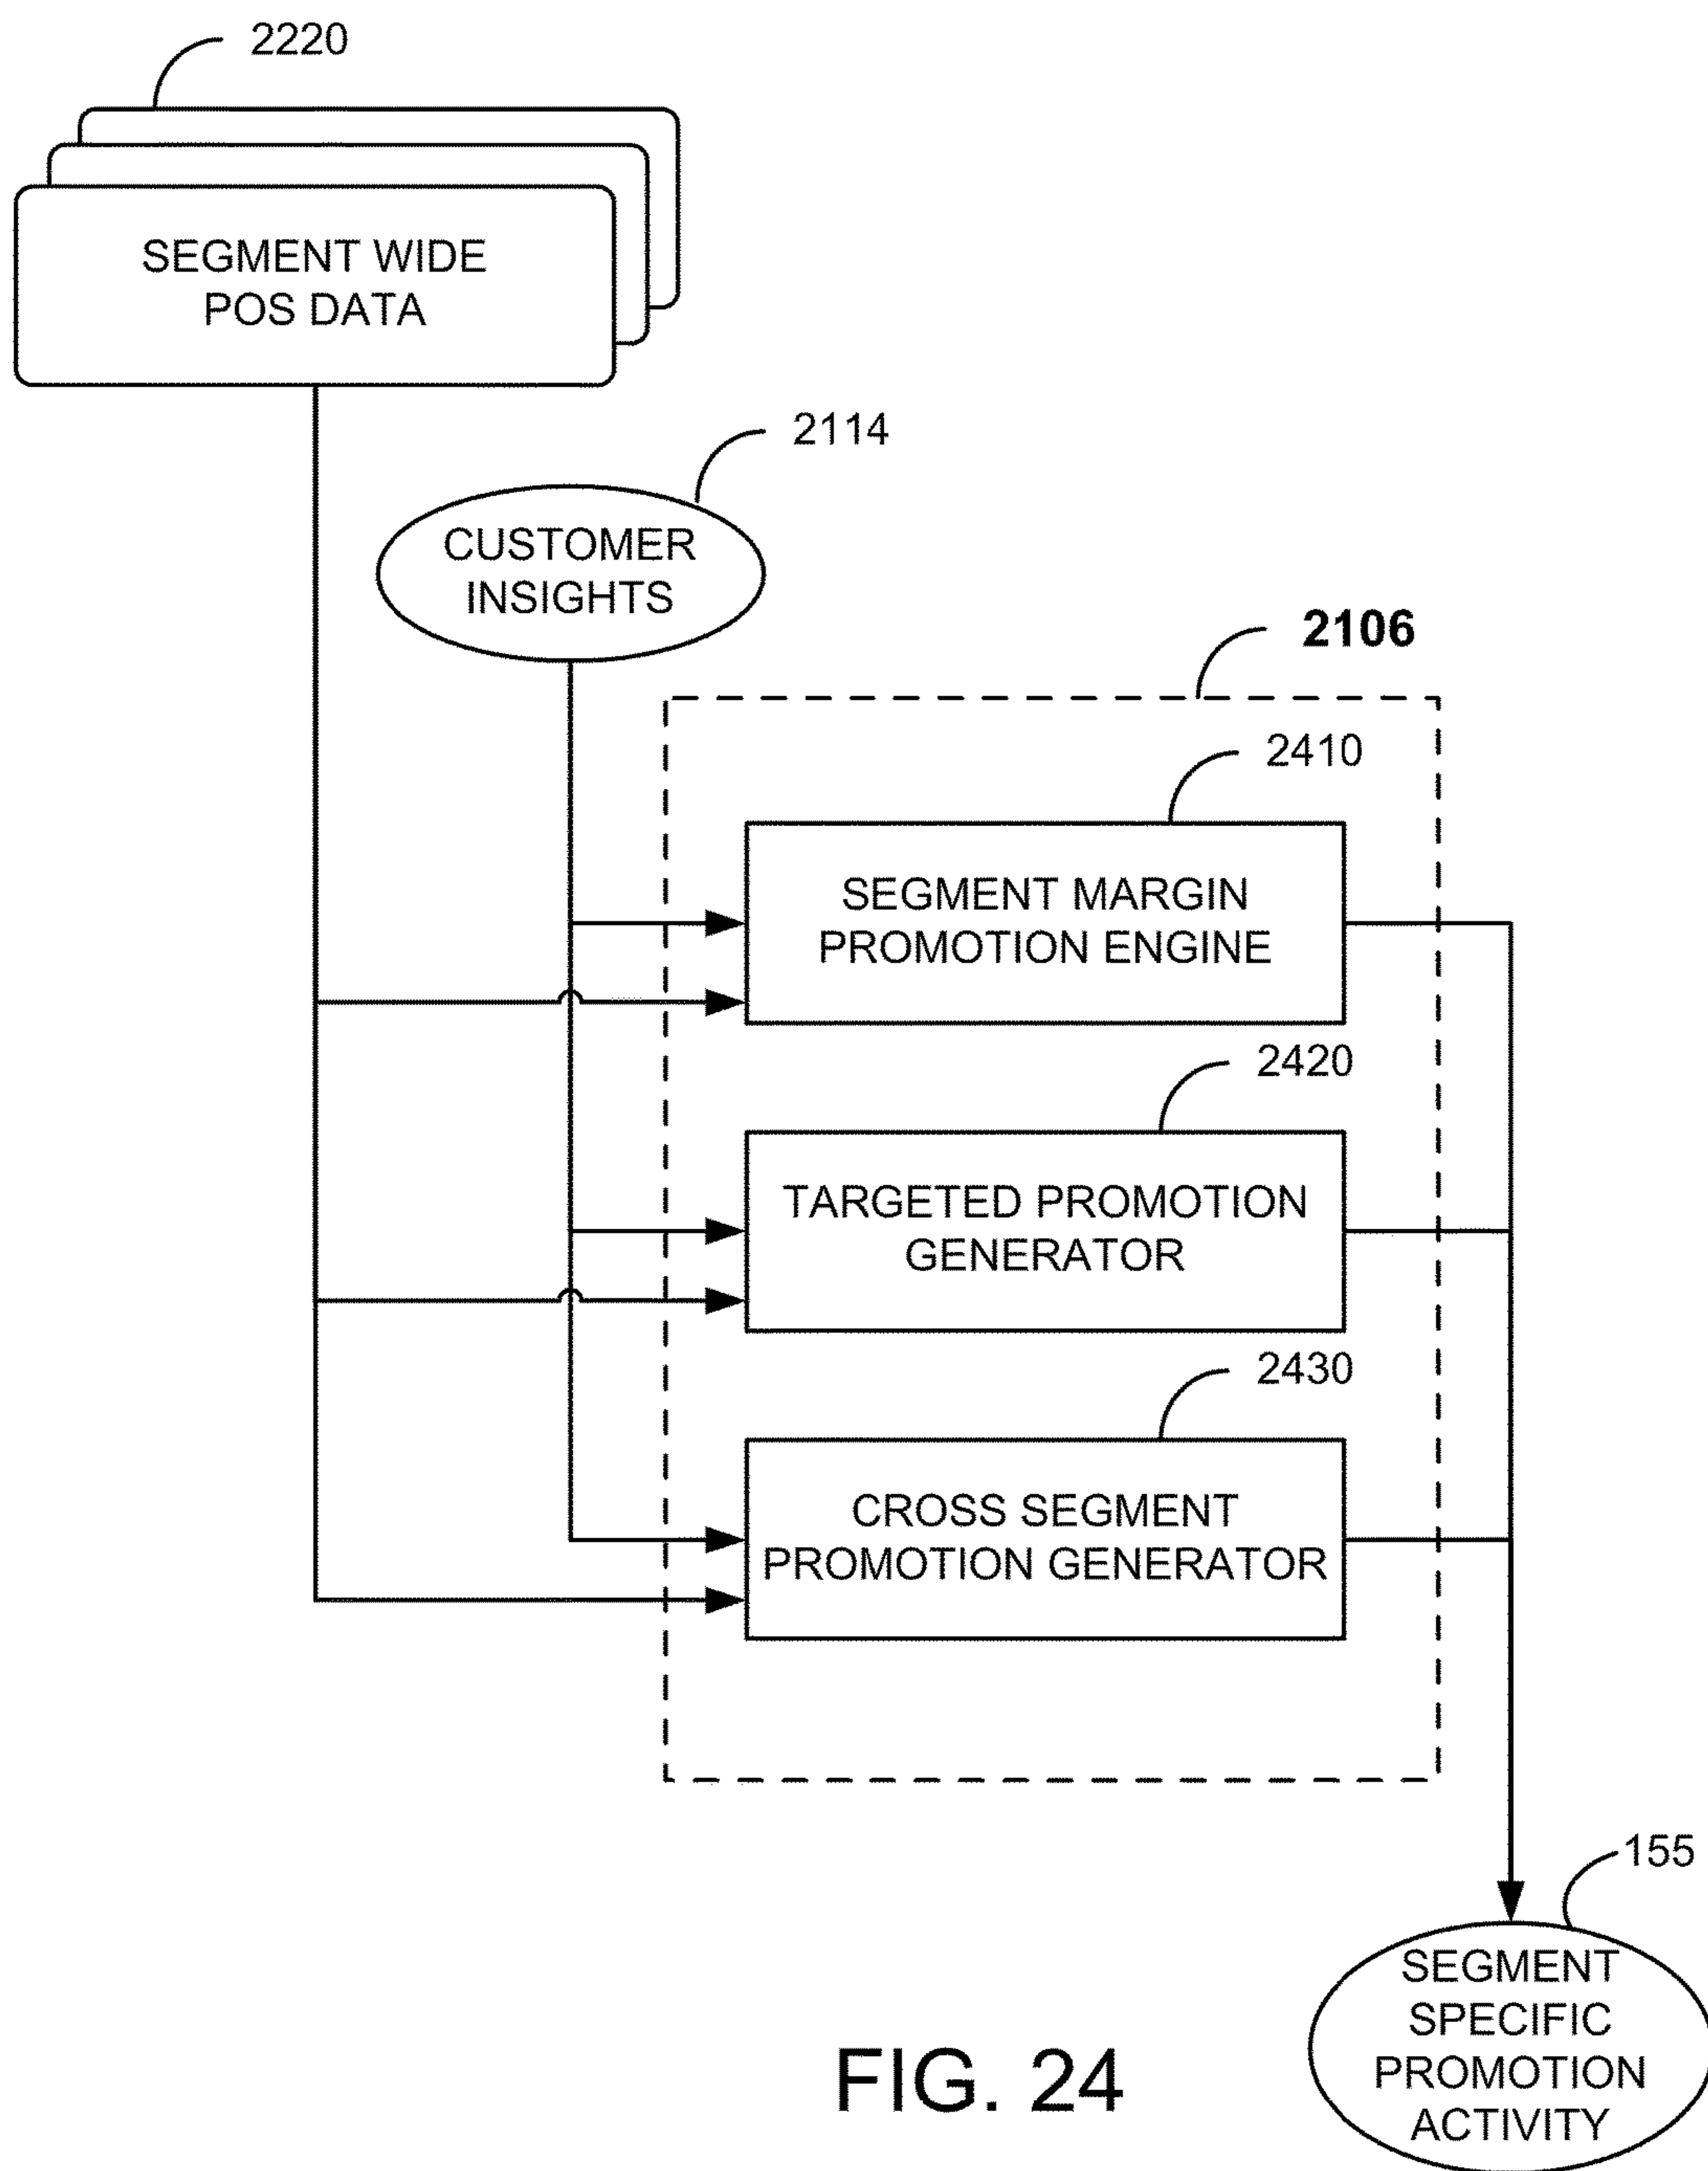 2220
SEGMENT WIDE
POS DATA
2114
CUSTOMER
INSIGHTS
2106
2410
SEGMENT MARGIN
PROMOTION ENGINE
2420
TARGETED PROMOTION
GENERATOR
2430
CROSS SEGMENT
PROMOTION GENERATOR
155
SEGMENT
SPECIFIC
PROMOTION
ACTIVITY
FIG. 24